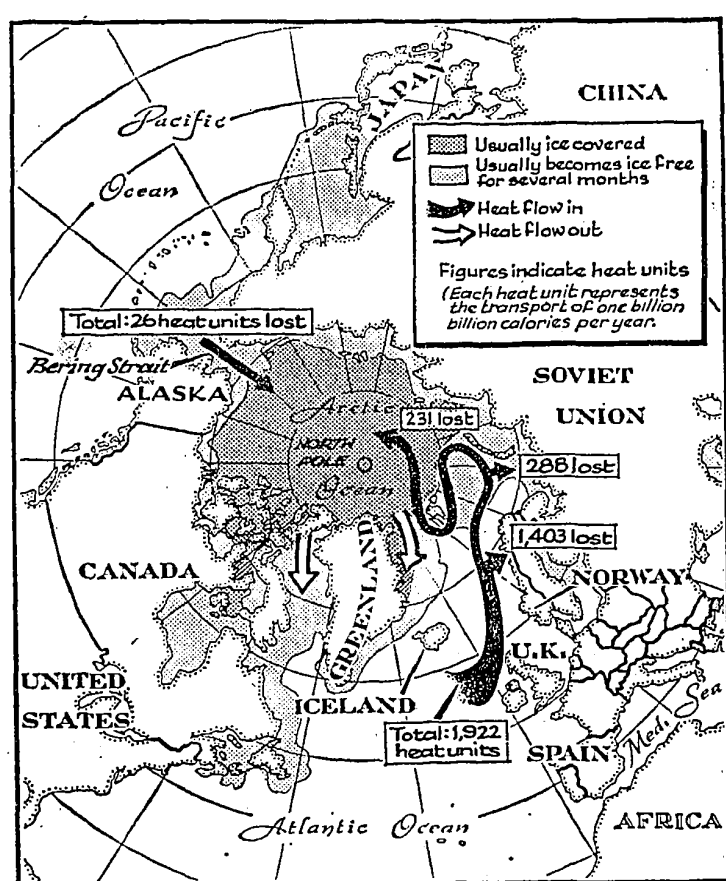 Pacific
Ocean
JAPAN
CHINA
Usually ice covered
Usually becomes ice free
for several months
Heat flow in
Heat flow out
Figures indicate heat units
(Each heat unit represents
the transport of one billion
billion calories per year.
Total: 26 heat units lost
Bering Strait
ALASKA
SOVIET
UNION
Arctic
Ocean
NORTH
POLE
231 lost
288 lost
1,403 lost
CANADA
GREENLAND
NORWAY
U.K.
UNITED
STATES
ICELAND
Total: 1,922
heat units
SPAIN
Med. Sea
AFRICA
Atlantic Ocean